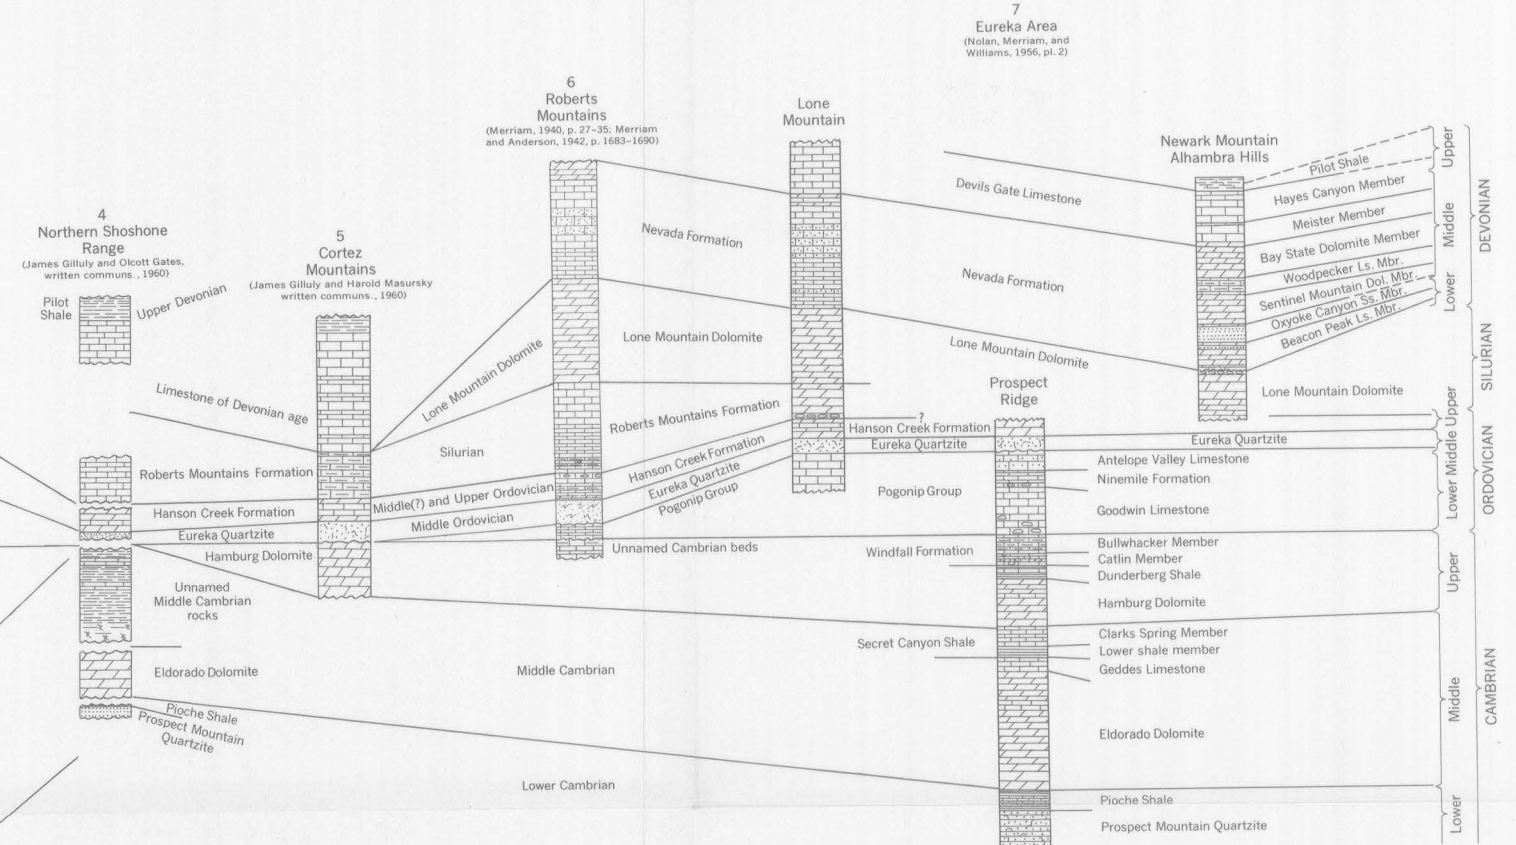 7
Eureka Area
(Nolan, Merriam, and
Williams, 1956, pl. 2)
6
Roberts
Mountains
(Merriam, 1940, p. 27–35; Merriam
and Anderson, 1942, p. 1683–1690)
Lone
Mountain
Newark Mountain
Alhambra Hills
4
Northern Shoshone
Range
(James Gilluly and Olcott Gates,
written communs., 1960)
5
Cortez
Mountains
(James Gilluly and Harold Masursky
written communs., 1960)
Pilot
Shale
Upper Devonian
Limestone of Devonian age
Roberts Mountains Formation
Hanson Creek Formation
Eureka Quartzite
Hamburg Dolomite
Unnamed
Middle Cambrian
rocks
Eldorado Dolomite
Pioche Shale
Prospect Mountain
Quartzite
Lone Mountain Dolomite
Silurian
Middle(?) and Upper Ordovician
Middle Ordovician
Middle Cambrian
Lower Cambrian
Nevada Formation
Lone Mountain Dolomite
Roberts Mountains Formation
Hanson Creek Formation
Eureka Quartzite
Pogonip Group
Unnamed Cambrian beds
Devils Gate Limestone
Nevada Formation
Lone Mountain Dolomite
Prospect
Ridge
?
Hanson Creek Formation
Eureka Quartzite
Pogonip Group
Windfall Formation
Secret Canyon Shale
Pilot Shale
Hayes Canyon Member
Meister Member
Bay State Dolomite Member
Woodpecker Ls. Mbr.
Sentinel Mountain Dol. Mbr.
Oxyoke Canyon Ss. Mbr.
Beacon Peak Ls. Mbr.
Lone Mountain Dolomite
Eureka Quartzite
Antelope Valley Limestone
Ninemile Formation
Goodwin Limestone
Bullwhacker Member
Catlin Member
Dunderberg Shale
Hamburg Dolomite
Clarks Spring Member
Lower shale member
Geddes Limestone
Eldorado Dolomite
Pioche Shale
Prospect Mountain Quartzite
Upper
Middle
Lower
DEVONIAN
SILURIAN
Upper
Middle
Lower
ORDOVICIAN
Upper
Middle
Lower
CAMBRIAN